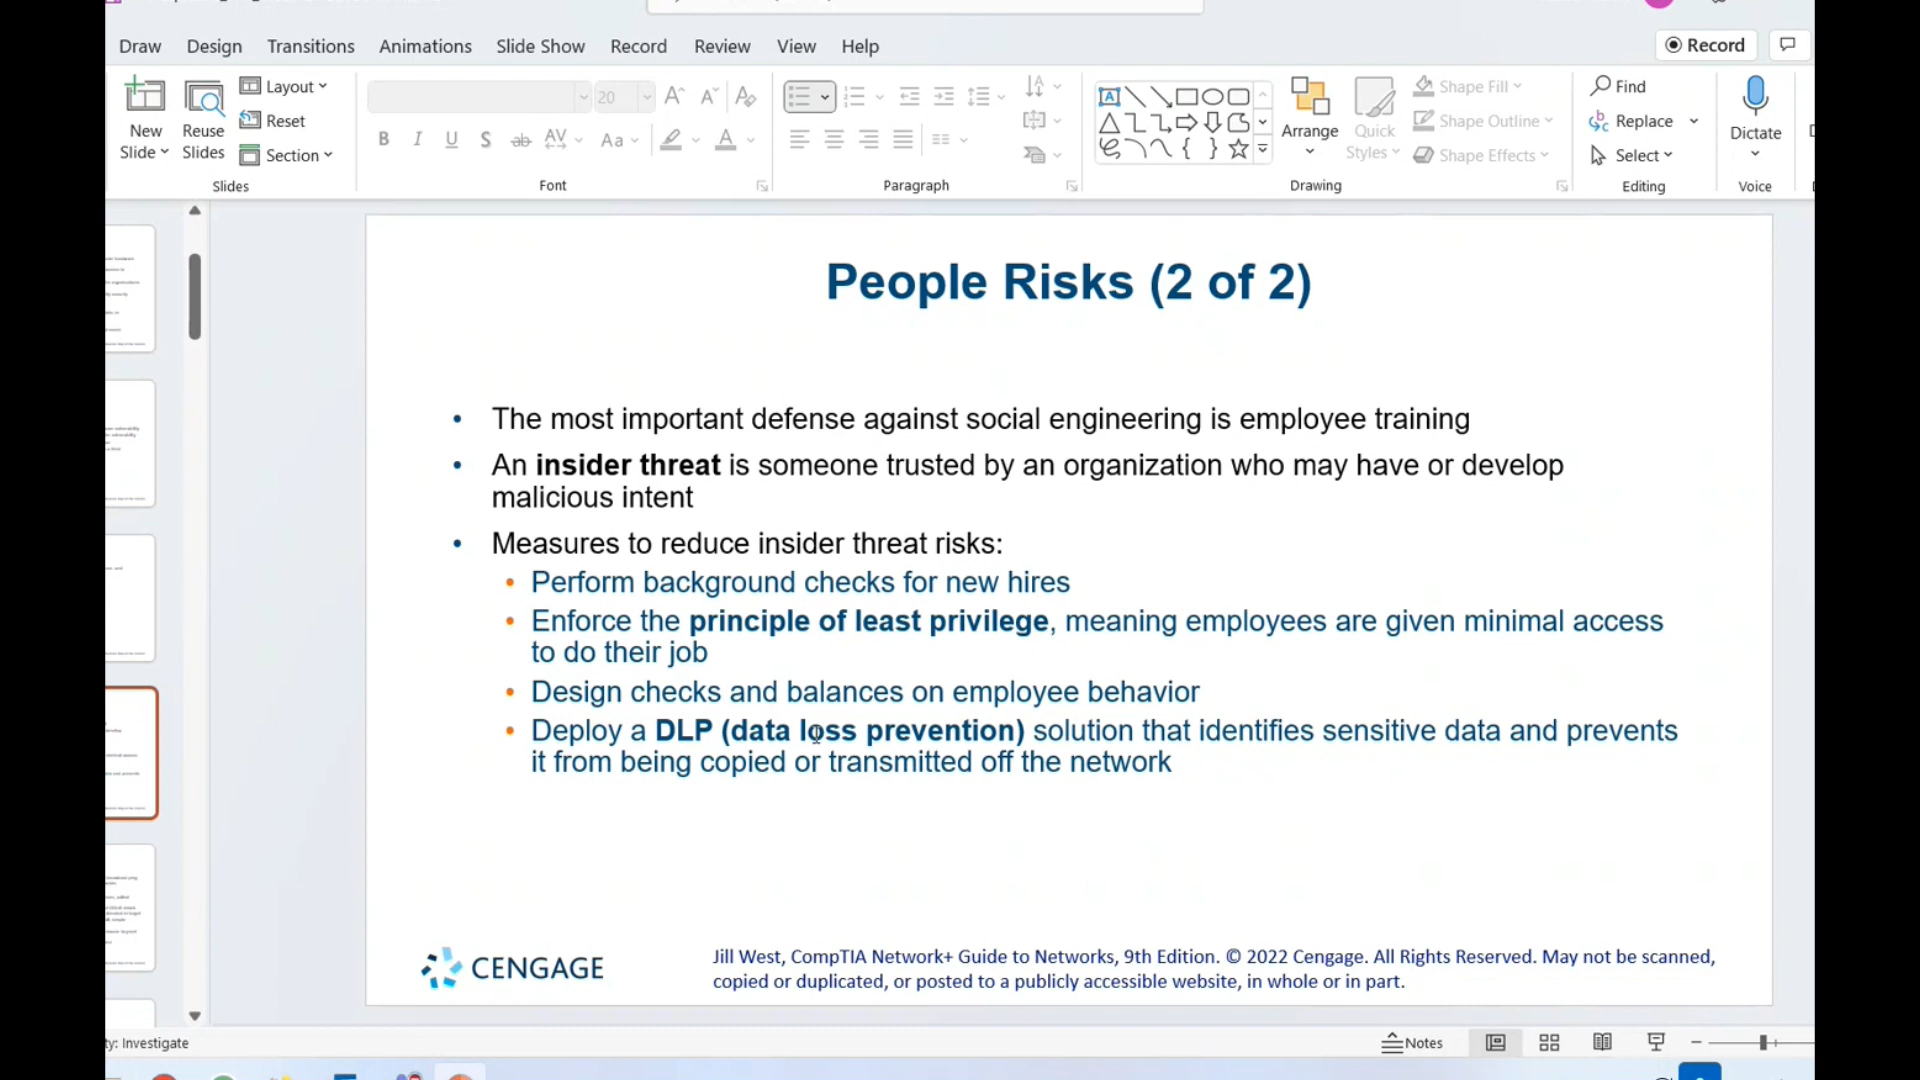 Draw Design Transitions Animations Slide Show Record Review View Help
Record
New Slide
Reuse Slides
Layout
Reset
Section
Slides
20
B I U S ab AV Aa A
Font
Paragraph
Arrange
Quick Styles
Shape Fill
Shape Outline
Shape Effects
Drawing
Find
Replace
Select
Editing
Dictate
Voice
People Risks (2 of 2)
• The most important defense against social engineering is employee training
• An insider threat is someone trusted by an organization who may have or develop
malicious intent
• Measures to reduce insider threat risks:
• Perform background checks for new hires
• Enforce the principle of least privilege, meaning employees are given minimal access
to do their job
• Design checks and balances on employee behavior
• Deploy a DLP (data loss prevention) solution that identifies sensitive data and prevents
it from being copied or transmitted off the network
CENGAGE
Jill West, CompTIA Network+ Guide to Networks, 9th Edition. © 2022 Cengage. All Rights Reserved. May not be scanned,
copied or duplicated, or posted to a publicly accessible website, in whole or in part.
ty: Investigate
Notes